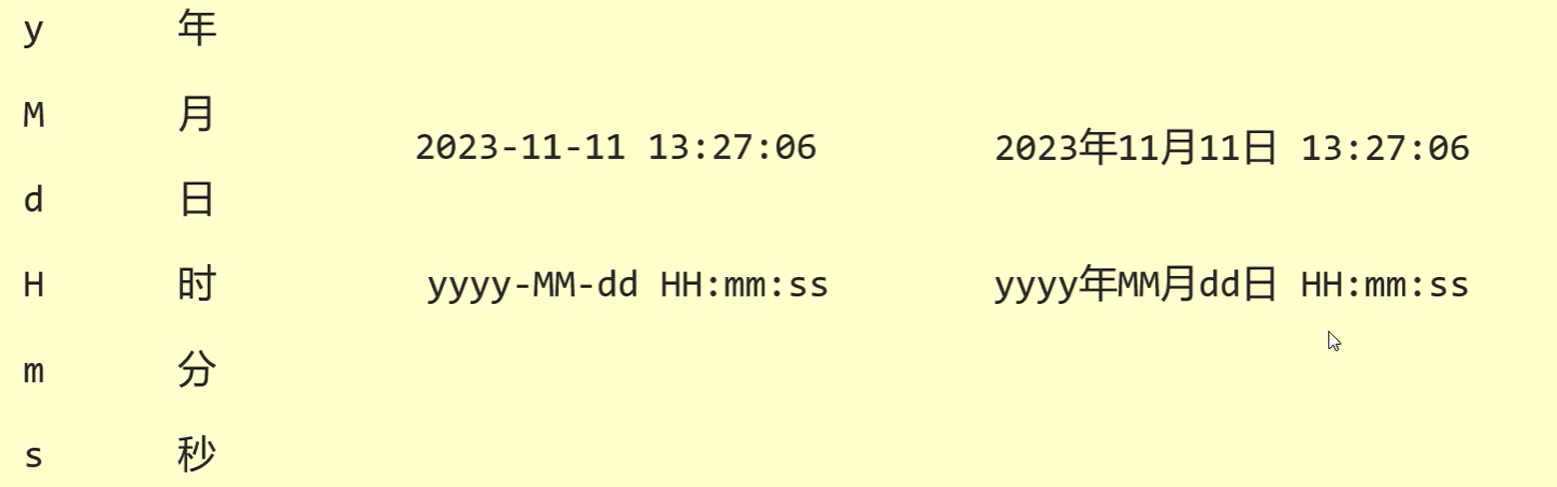 y 年
M 月
2023-11-11 13:27:06 2023年11月11日 13:27:06
d 日
H 时 yyyy-MM-dd HH:mm:ss yyyy年MM月dd日 HH:mm:ss
m 分
s 秒